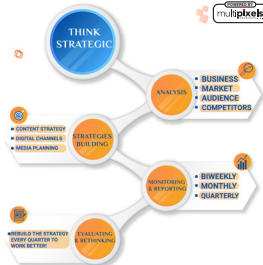 POWERED BY
multipixels
THINK
STRATEGIC
ANALYSIS
BUSINESS
MARKET
AUDIENCE
COMPETITORS
CONTENT STRATEGY
DIGITAL CHANNELS
MEDIA PLANNING
STRATEGIES
BUILDING
MONITORING
& REPORTING
BIWEEKLY
MONTHLY
QUARTERLY
REBUILD THE STRATEGY
EVERY QUARTER TO
WORK BETTER!
EVALUATING
& RETHINKING